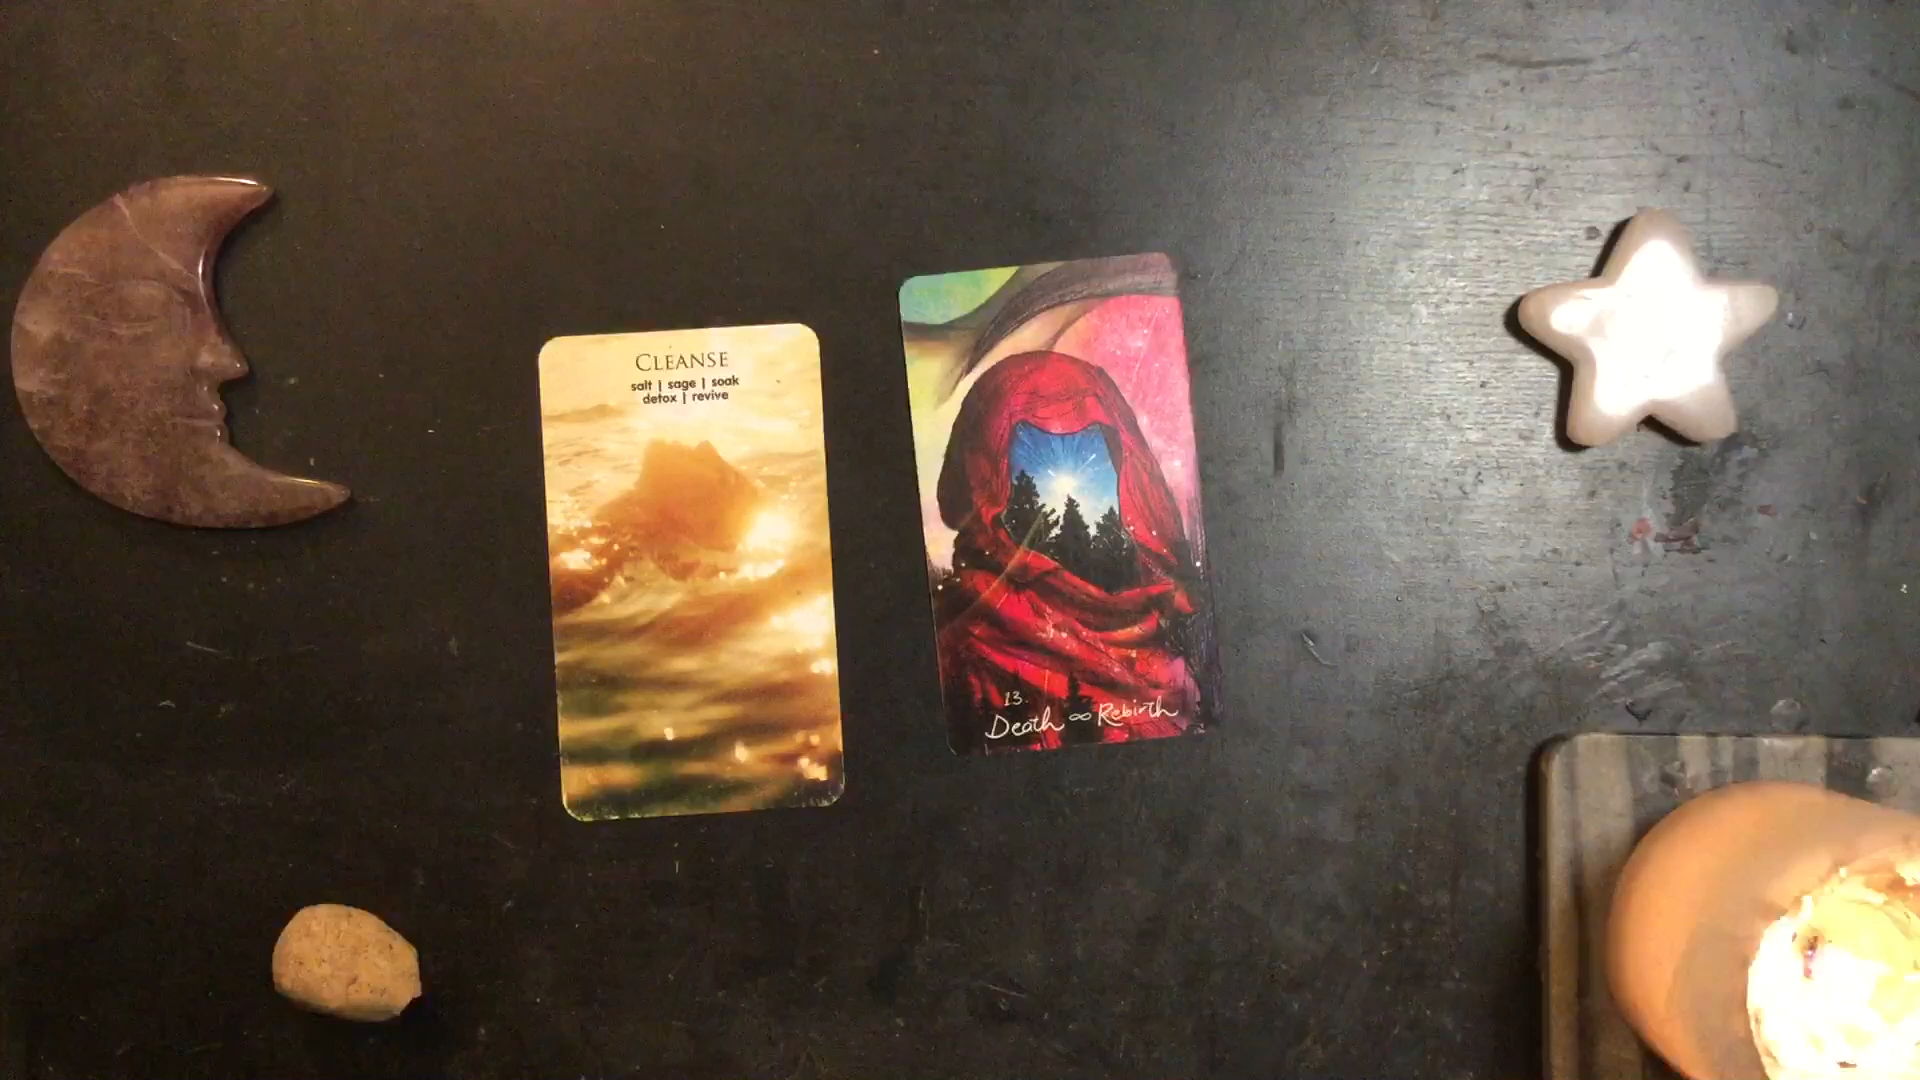 CLEANSE
salt | sage | soak
detox | revive
13.
Death ∞ Rebirth